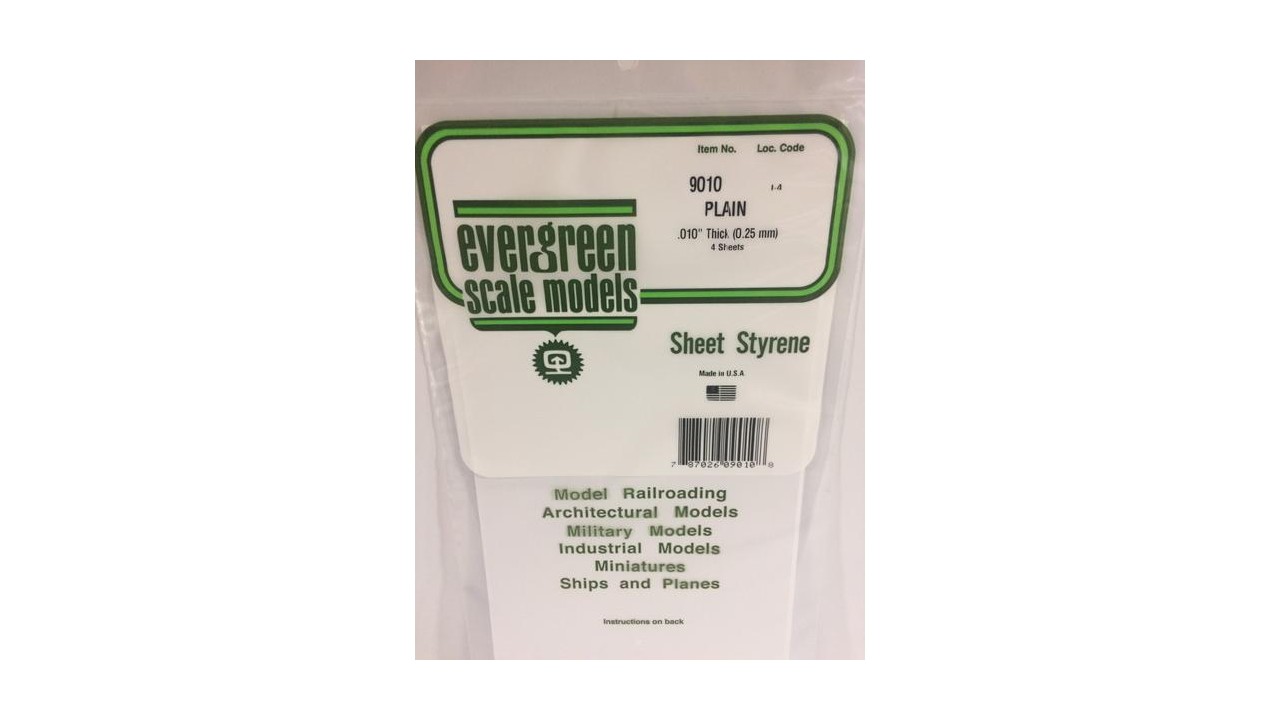 Item No. Loc. Code
9010 I-4
PLAIN
.010" Thick (0.25 mm)
4 Sheets
evergreen
scale models
Sheet Styrene
Made in U.S.A
7 87026 09010 8
Model Railroading
Architectural Models
Military Models
Industrial Models
Miniatures
Ships and Planes
Instructions on back